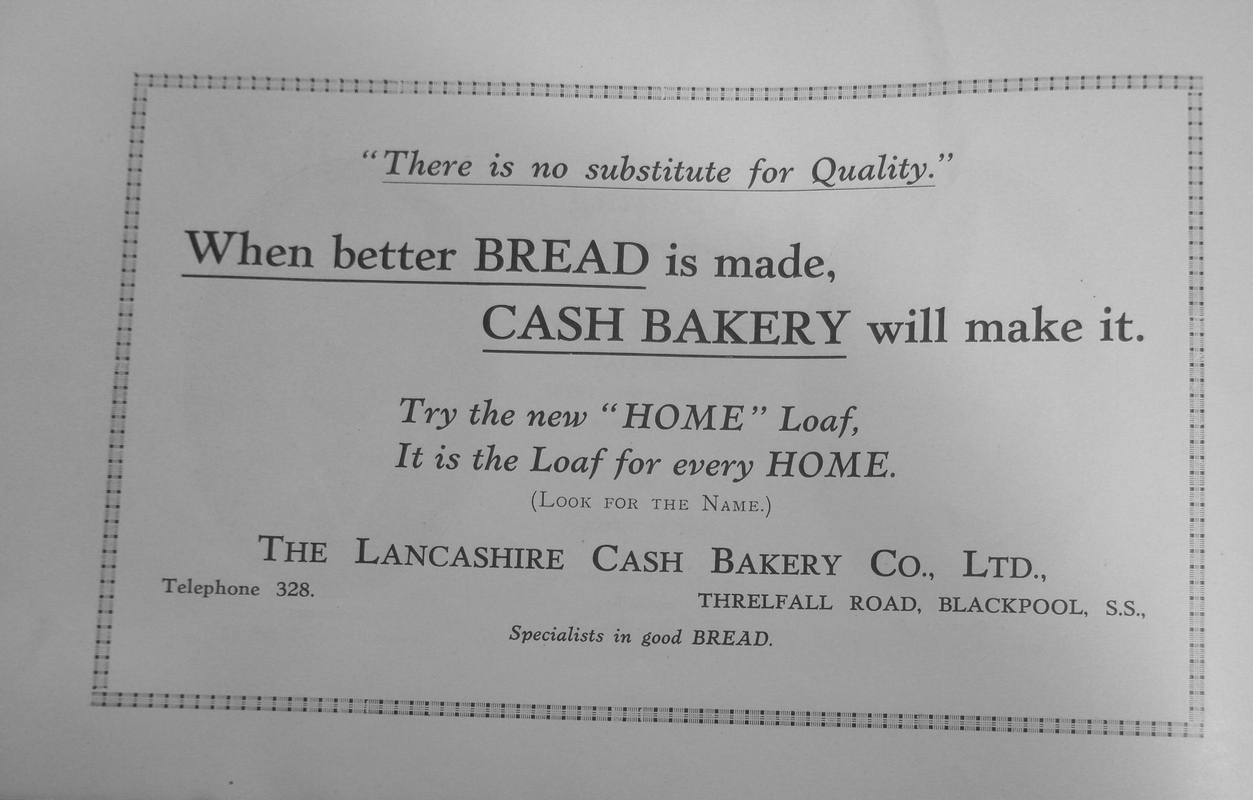 “There is no substitute for Quality.”
When better BREAD is made,
CASH BAKERY will make it.
Try the new “HOME” Loaf,
It is the Loaf for every HOME.
(Look for the Name.)
The Lancashire Cash Bakery Co., Ltd.,
Telephone 328.
THRELFALL ROAD, BLACKPOOL, S.S.,
Specialists in good BREAD.